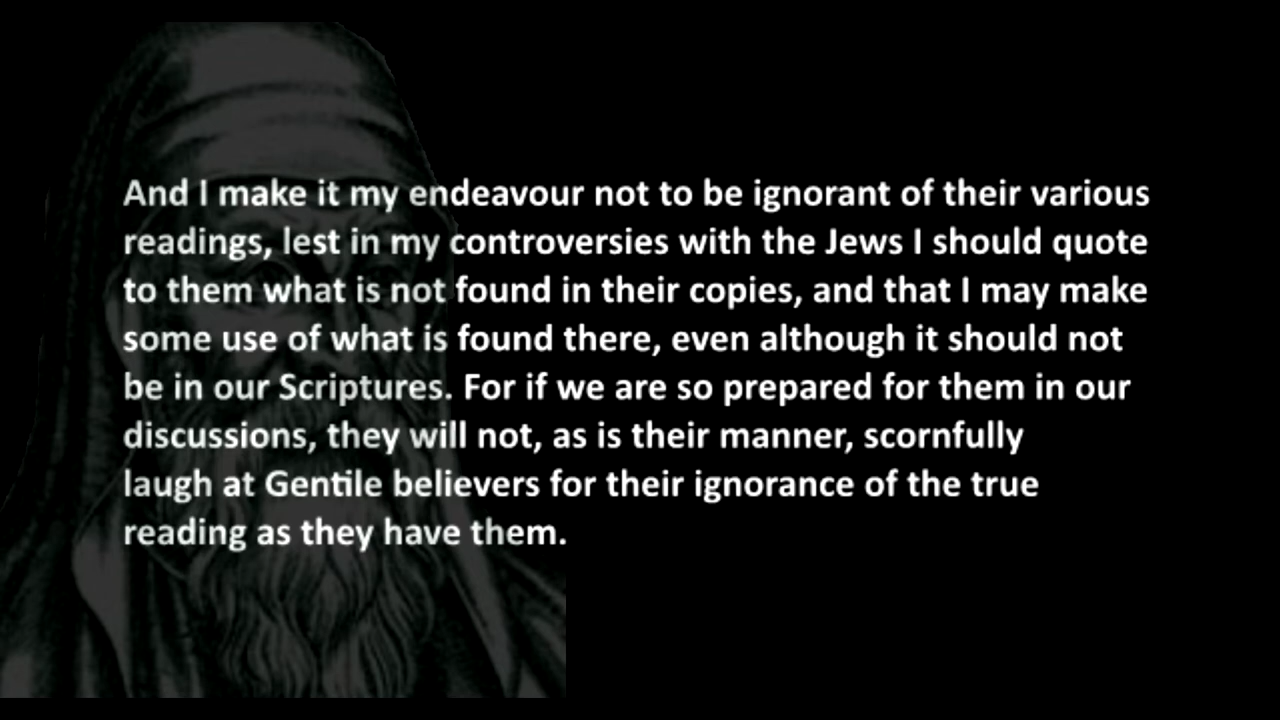 And I make it my endeavour not to be ignorant of their various
readings, lest in my controversies with the Jews I should quote
to them what is not found in their copies, and that I may make
some use of what is found there, even although it should not
be in our Scriptures. For if we are so prepared for them in our
discussions, they will not, as is their manner, scornfully
laugh at Gentile believers for their ignorance of the true
reading as they have them.